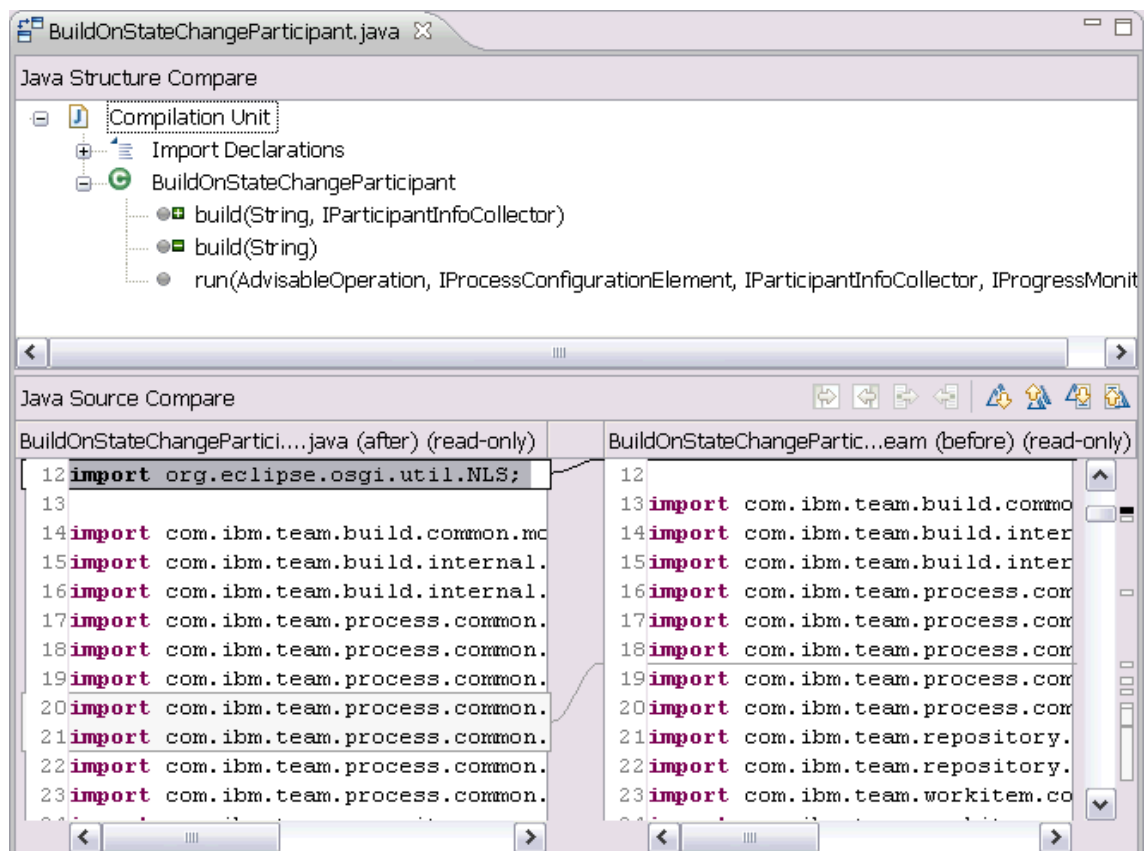 BuildOnStateChangeParticipant.java
Java Structure Compare
Compilation Unit
Import Declarations
BuildOnStateChangeParticipant
build(String, IParticipantInfoCollector)
build(String)
run(AdvisableOperation, IProcessConfigurationElement, IParticipantInfoCollector, IProgressMonit
Java Source Compare
BuildOnStateChangePartici....java (after) (read-only)
12 import org.eclipse.osgi.util.NLS;
13
14 import com.ibm.team.build.common.mo
15 import com.ibm.team.build.internal.
16 import com.ibm.team.build.internal.
17 import com.ibm.team.process.common.
18 import com.ibm.team.process.common.
19 import com.ibm.team.process.common.
20 import com.ibm.team.process.common.
21 import com.ibm.team.process.common.
22 import com.ibm.team.process.common.
23 import com.ibm.team.process.common.
BuildOnStateChangePartic...eam (before) (read-only)
12
13 import com.ibm.team.build.commo
14 import com.ibm.team.build.inter
15 import com.ibm.team.build.inter
16 import com.ibm.team.process.com
17 import com.ibm.team.process.com
18 import com.ibm.team.process.com
19 import com.ibm.team.process.com
20 import com.ibm.team.process.com
21 import com.ibm.team.repository.
22 import com.ibm.team.repository.
23 import com.ibm.team.workitem.co